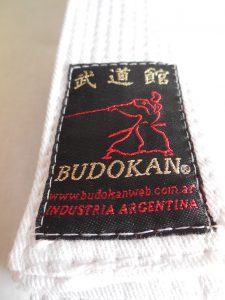 武道館
BUDOKAN®
www.budokanweb.com.ar
INDUSTRIA ARGENTINA